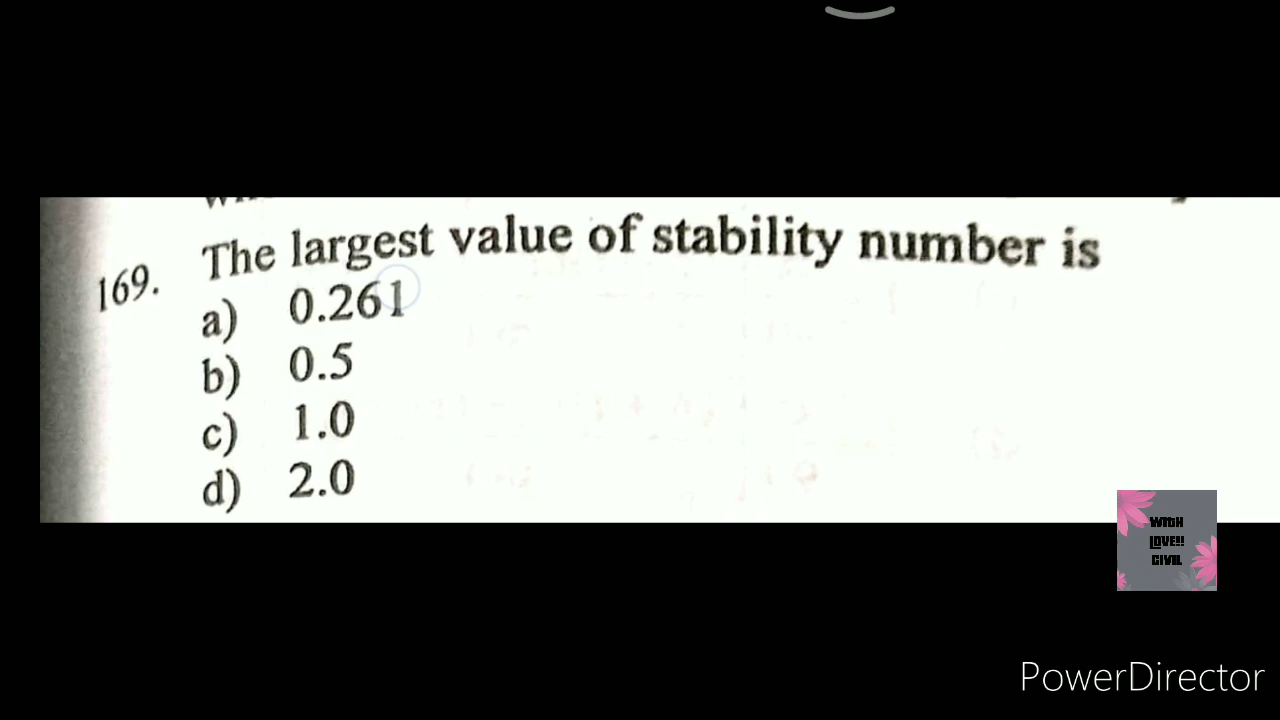 169. The largest value of stability number is
a) 0.261
b) 0.5
c) 1.0
d) 2.0
WITH
LOVE!!
CIVIL
PowerDirector